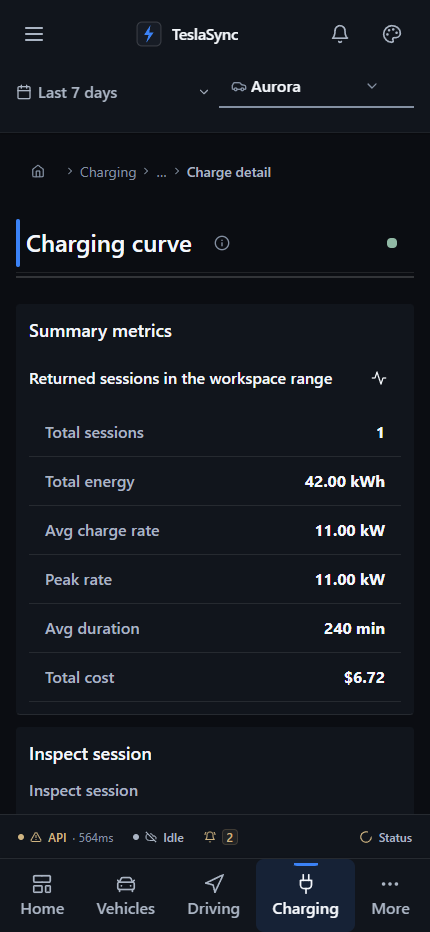 TeslaSync
Last 7 days
Aurora
Charging
...
Charge detail
Charging curve
Summary metrics
Returned sessions in the workspace range
Total sessions 1
Total energy 42.00 kWh
Avg charge rate 11.00 kW
Peak rate 11.00 kW
Avg duration 240 min
Total cost $6.72
Inspect session
Inspect session
API · 564ms Idle 2 Status
Home Vehicles Driving Charging More